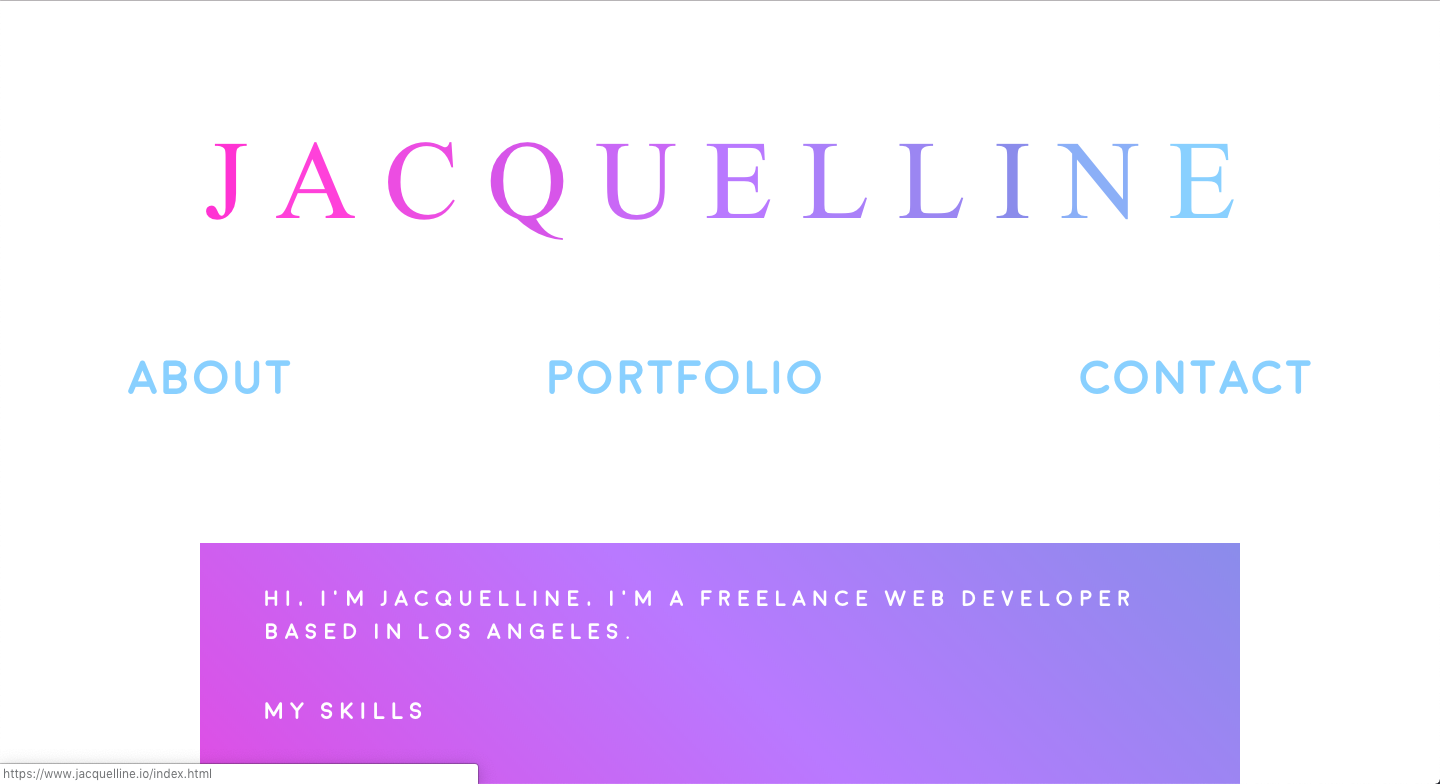 JACQUELLINE
ABOUT PORTFOLIO CONTACT
HI, I'M JACQUELLINE, I'M A FREELANCE WEB DEVELOPER
BASED IN LOS ANGELES.
MY SKILLS
https://www.jacquelline.io/index.html